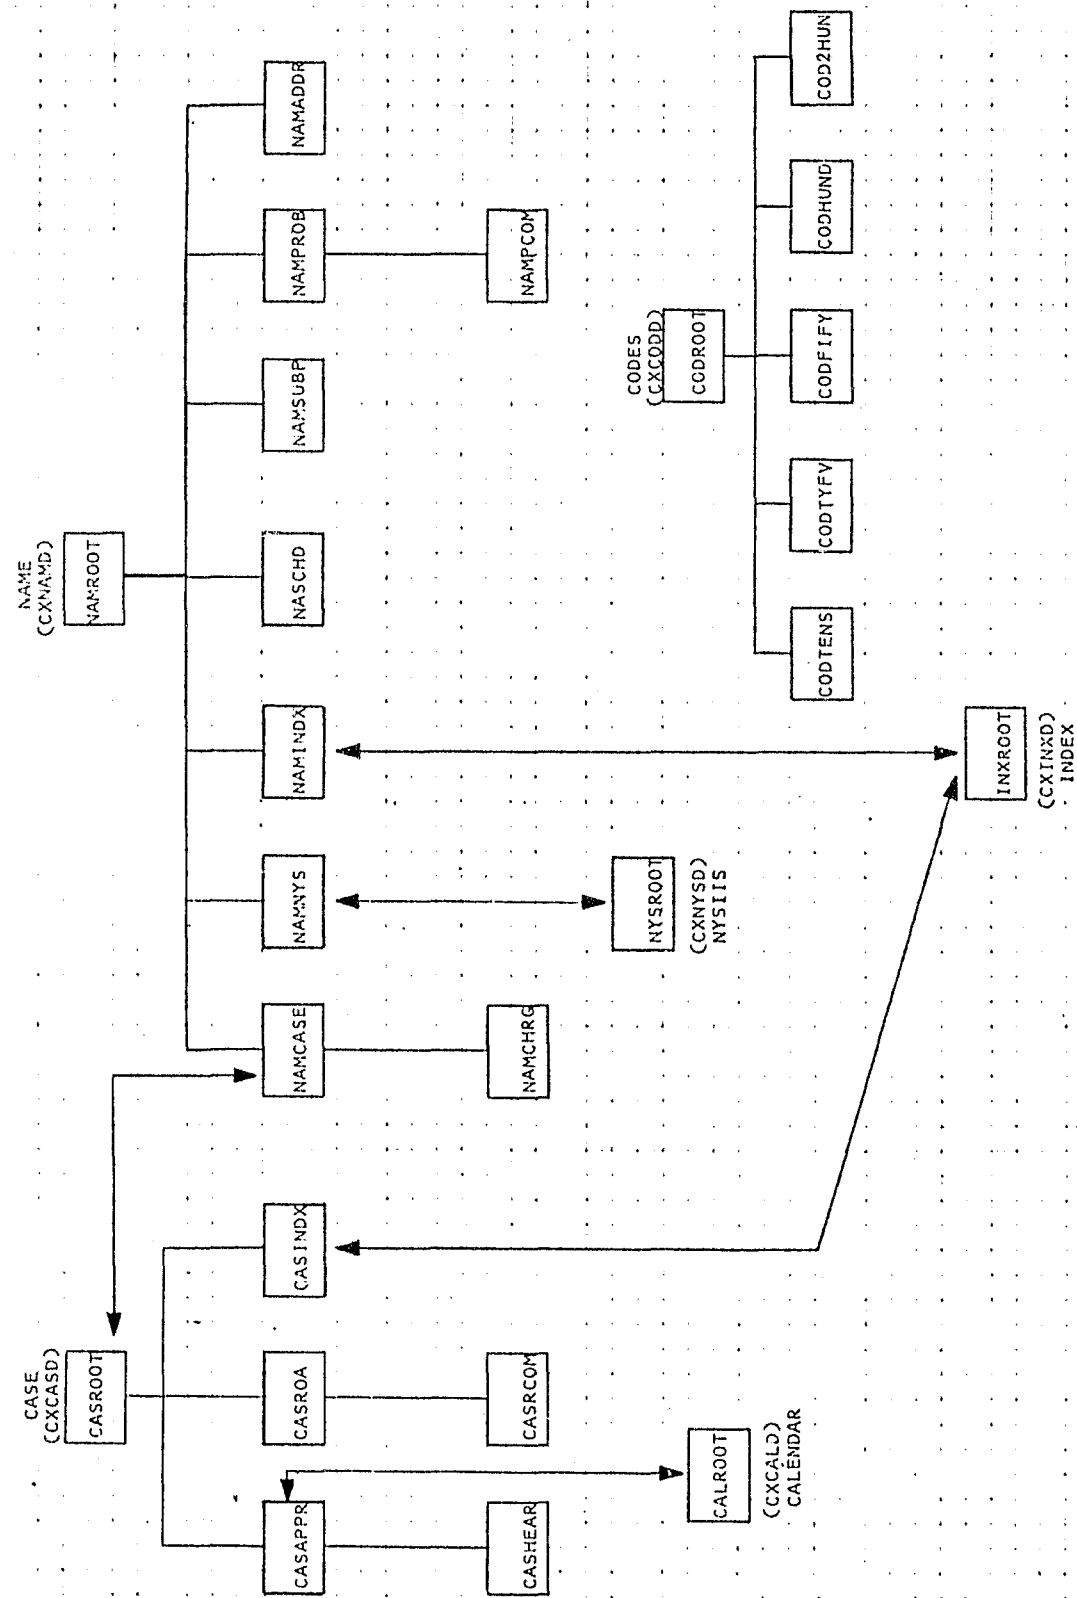 CASE
(CXCASD)
CASROOT
NAME
(CXNAMD)
NAMROOT
CASAPPR
CASROA
CASINDX
NAMCASE
NAMNYS
NAMINDX
NASCHD
NAMSUBP
NAMPROB
NAMADDR
CASHEAR
CASRCOM
NAMCHRG
NAMPCOM
NYSROOT
(CXNYSD)
NYSIIS
CODES
(CXCODD)
CODROOT
CALROOT
(CXCALD)
CALENDAR
CODTENS
CODTYFV
CODFIFY
CODHUND
COD2HUN
INXROOT
(CXINXD)
INDEX